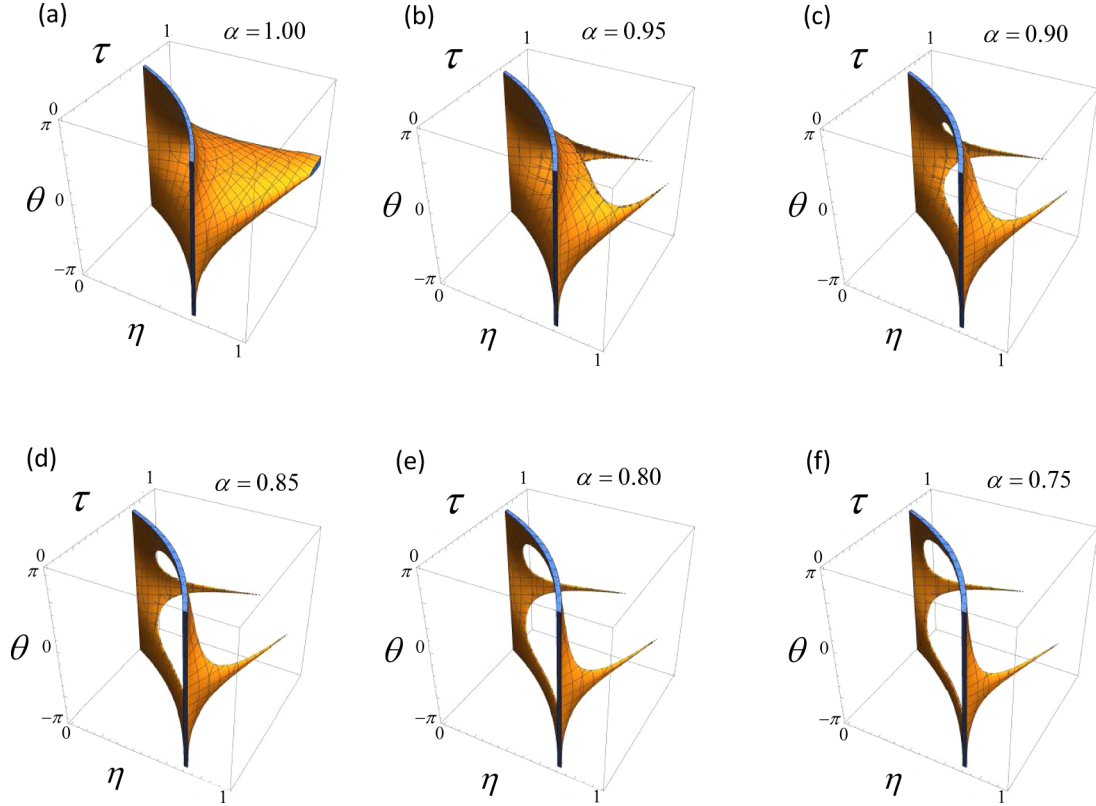 (a)
α = 1.00
τ
1
0
π
θ
0
−π
0
η
1
(b)
α = 0.95
τ
1
0
π
θ
0
−π
0
η
1
(c)
α = 0.90
τ
1
0
π
θ
0
−π
0
η
1
(d)
α = 0.85
τ
1
0
π
θ
0
−π
0
η
1
(e)
α = 0.80
τ
1
0
π
θ
0
−π
0
η
1
(f)
α = 0.75
τ
1
0
π
θ
0
−π
0
η
1